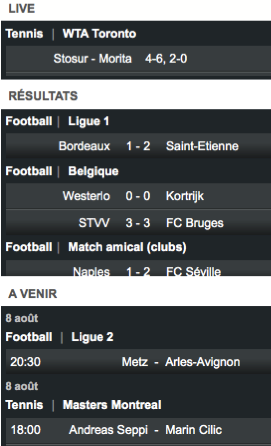 LIVE
Tennis | WTA Toronto
Stosur - Morita 4-6, 2-0
RÉSULTATS
Football | Ligue 1
Bordeaux 1 - 2 Saint-Etienne
Football | Belgique
Westerlo 0 - 0 Kortrijk
STVV 3 - 3 FC Bruges
Football | Match amical (clubs)
Naples 1 - 2 FC Séville
A VENIR
8 août
Football | Ligue 2
20:30 Metz - Arles-Avignon
8 août
Tennis | Masters Montreal
18:00 Andreas Seppi - Marin Cilic